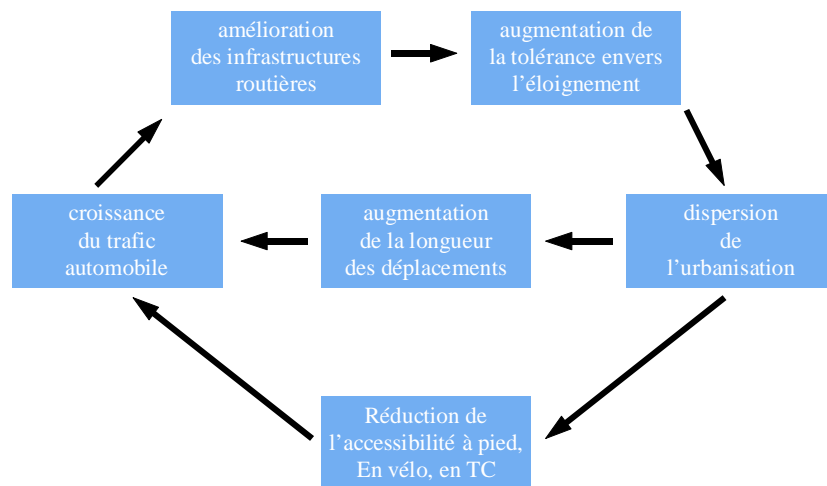 amélioration
des infrastructures
routières
augmentation de
la tolérance envers
l'éloignement
croissance
du trafic
automobile
augmentation
de la longueur
des déplacements
dispersion
de
l'urbanisation
Réduction de
l'accessibilité à pied,
En vélo, en TC